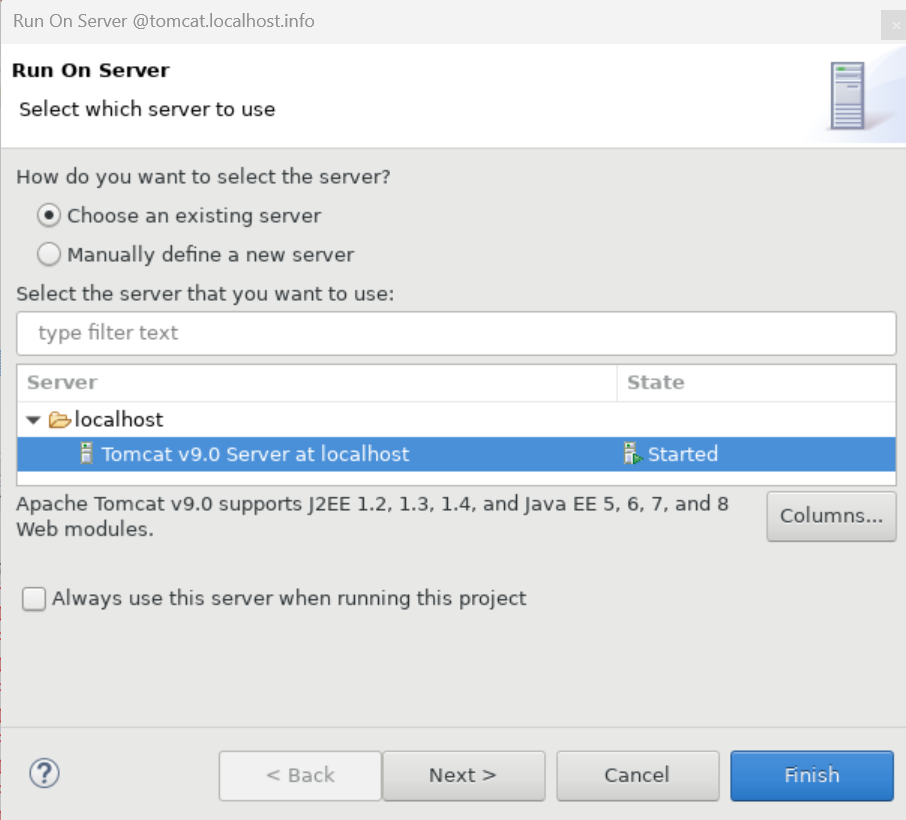 Run On Server @tomcat.localhost.info
Run On Server
Select which server to use
How do you want to select the server?
Choose an existing server
Manually define a new server
Select the server that you want to use:
type filter text
Server State
localhost
Tomcat v9.0 Server at localhost Started
Apache Tomcat v9.0 supports J2EE 1.2, 1.3, 1.4, and Java EE 5, 6, 7, and 8
Web modules.
Columns...
Always use this server when running this project
? < Back Next > Cancel Finish